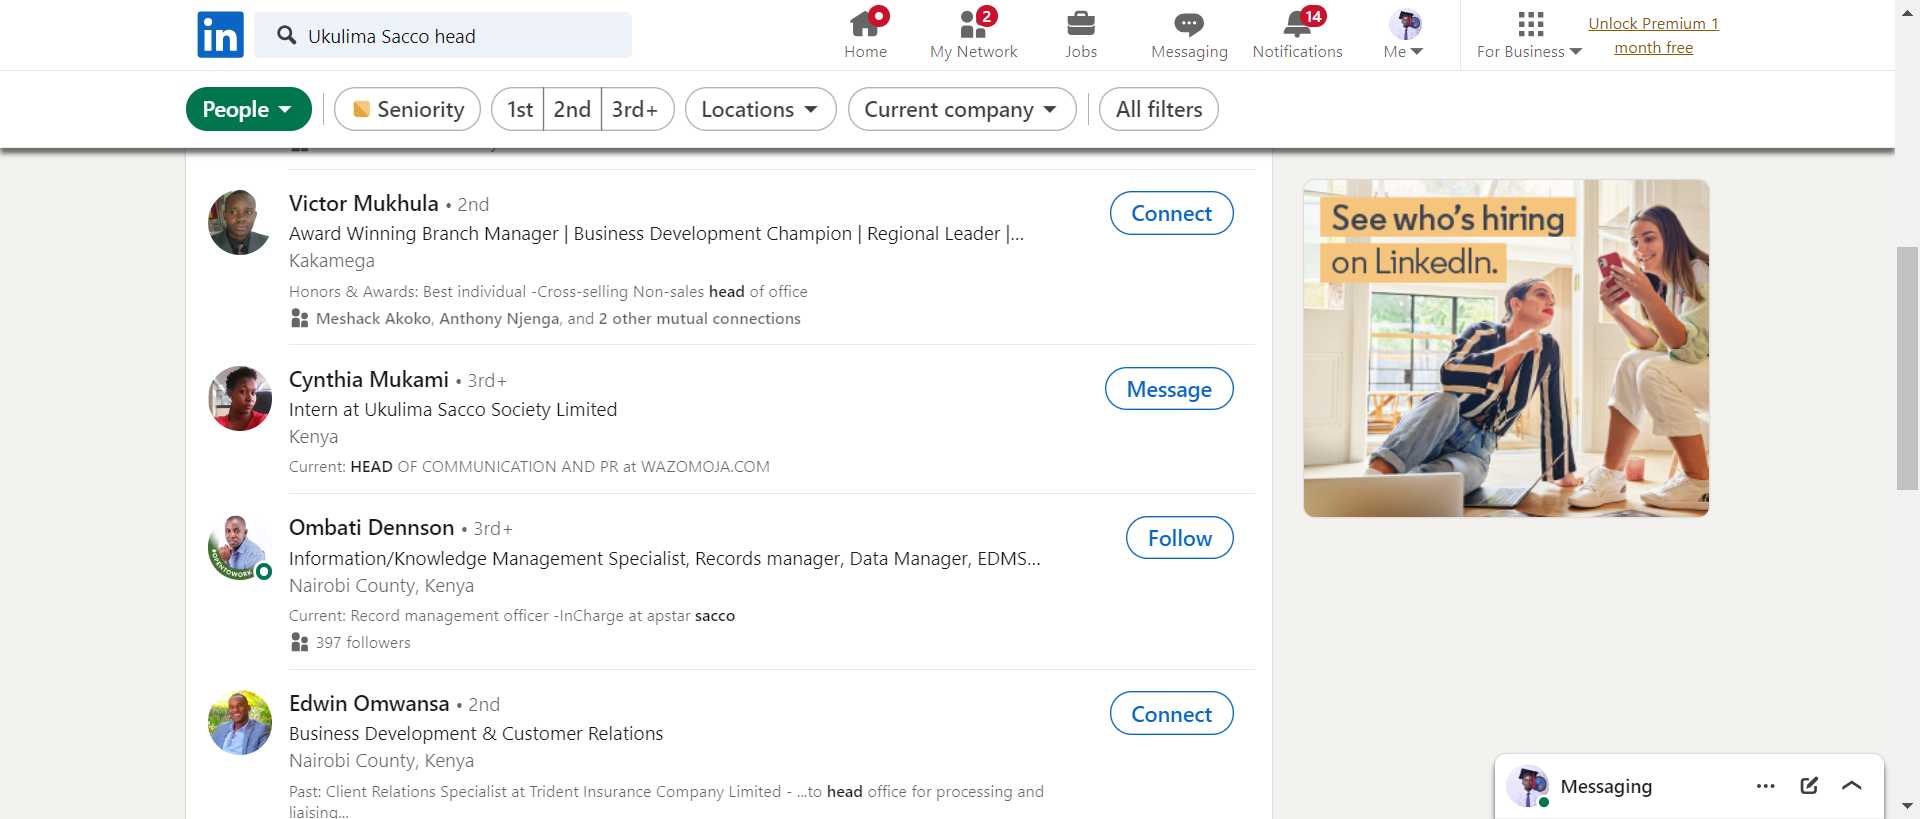 in
Ukulima Sacco head
Home
2
My Network
Jobs
Messaging
14
Notifications
Me
For Business
Unlock Premium 1
month free
People
Seniority
1st
2nd
3rd+
Locations
Current company
All filters
Victor Mukhula • 2nd
Connect
Award Winning Branch Manager | Business Development Champion | Regional Leader |...
Kakamega
Honors & Awards: Best individual -Cross-selling Non-sales head of office
Meshack Akoko, Anthony Njenga, and 2 other mutual connections
Cynthia Mukami • 3rd+
Message
Intern at Ukulima Sacco Society Limited
Kenya
Current: HEAD OF COMMUNICATION AND PR at WAZOMOJA.COM
Ombati Dennson • 3rd+
Follow
#OPENTOWORK
Information/Knowledge Management Specialist, Records manager, Data Manager, EDMS...
Nairobi County, Kenya
Current: Record management officer -InCharge at apstar sacco
397 followers
Edwin Omwansa • 2nd
Connect
Business Development & Customer Relations
Nairobi County, Kenya
Past: Client Relations Specialist at Trident Insurance Company Limited - ...to head office for processing and
liaising...
See who's hiring
on LinkedIn.
Messaging